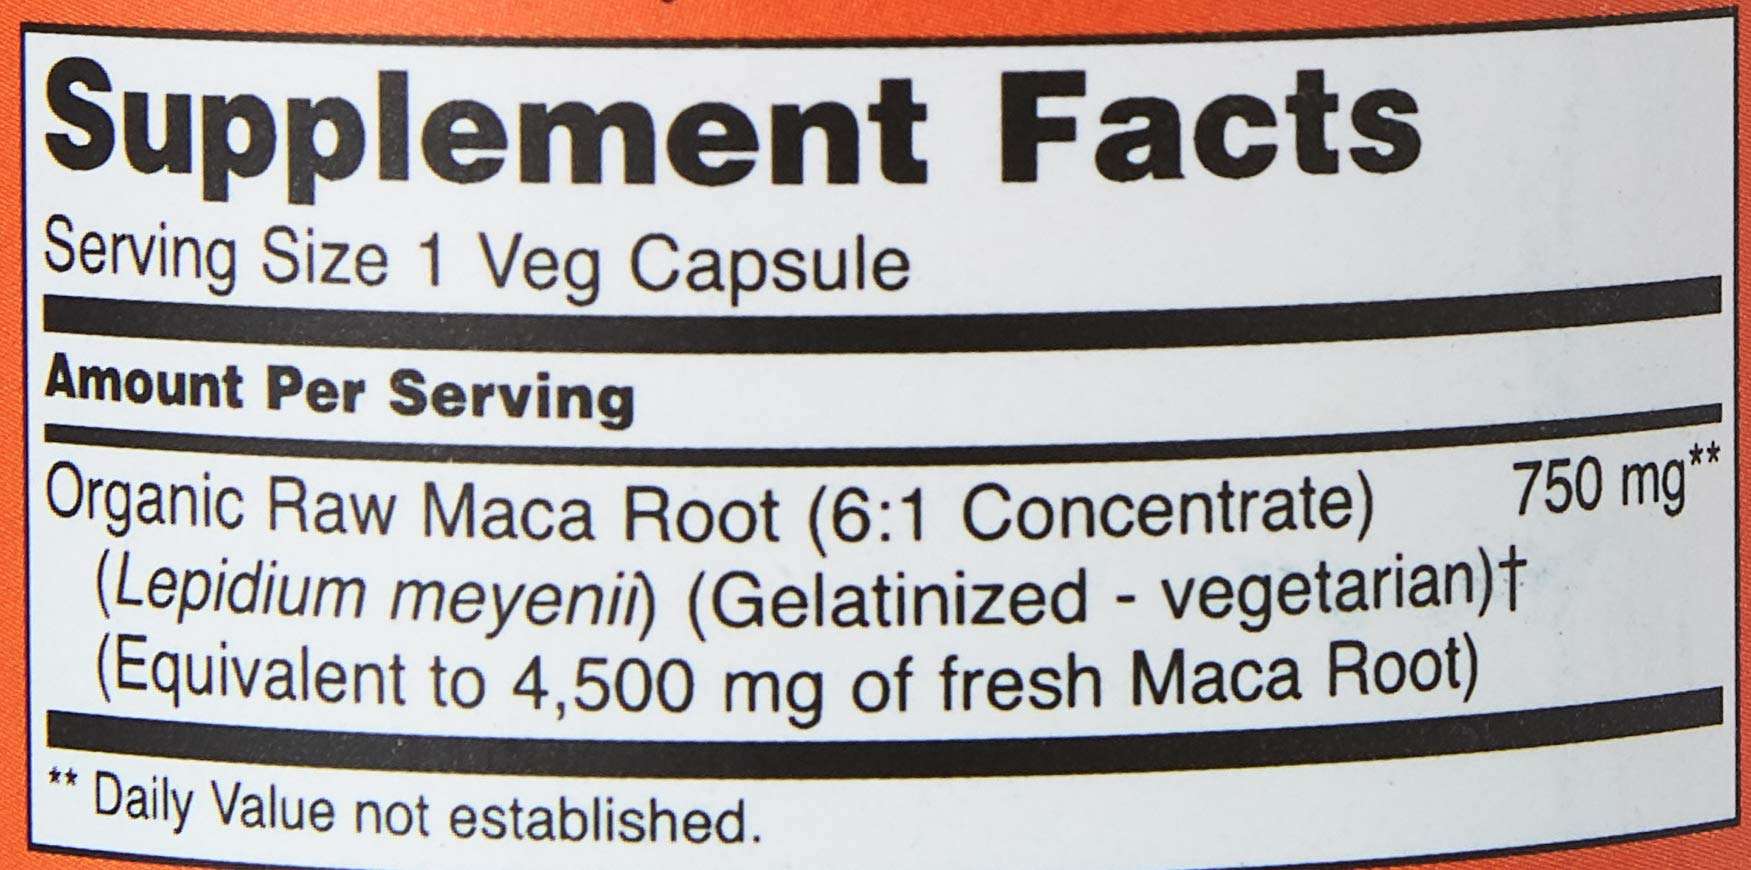 Supplement Facts
Serving Size 1 Veg Capsule
Amount Per Serving
Organic Raw Maca Root (6:1 Concentrate) 750 mg**
(Lepidium meyenii) (Gelatinized - vegetarian)†
(Equivalent to 4,500 mg of fresh Maca Root)
** Daily Value not established.